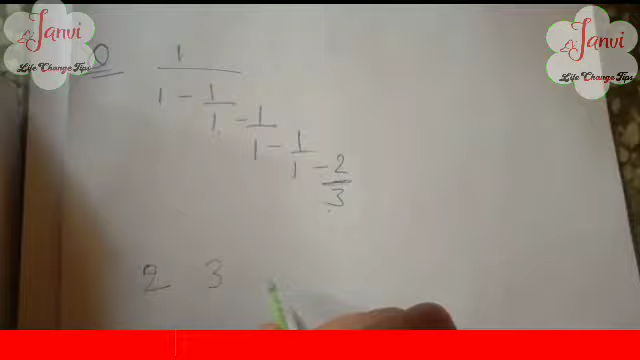 Janvi
Life Change Tips
Janvi
Life Change Tips
Q 1
1 - 1
1 - 1
1 - 1
1 - 2
3
2 3